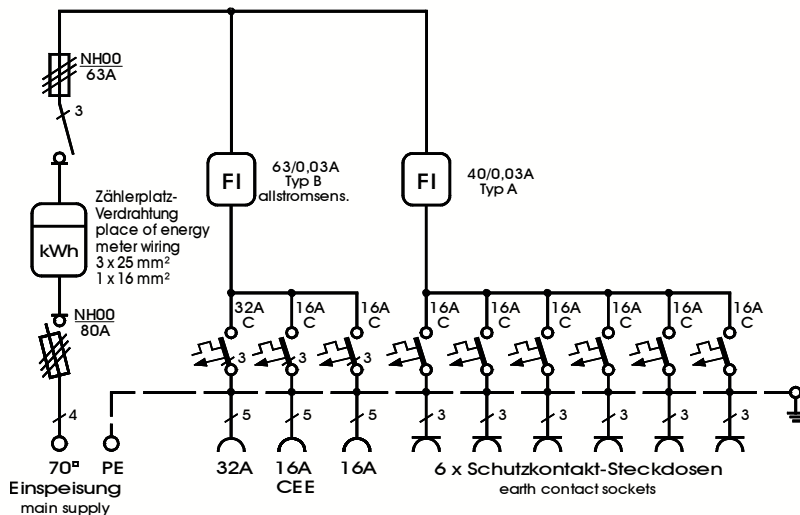 NH00
63A
3
FI
63/0,03A
Typ B
allstromsens.
FI
40/0,03A
Typ A
kWh
Zählerplatz-
Verdrahtung
place of energy
meter wiring
3 x 25 mm²
1 x 16 mm²
NH00
80A
32A
C
16A
C
16A
C
16A
C
16A
C
16A
C
16A
C
16A
C
16A
C
3
3
3
4
5
5
5
3
3
3
3
3
3
70¤
PE
32A
16A
CEE
16A
6 x Schutzkontakt-Steckdosen
earth contact sockets
Einspeisung
main supply